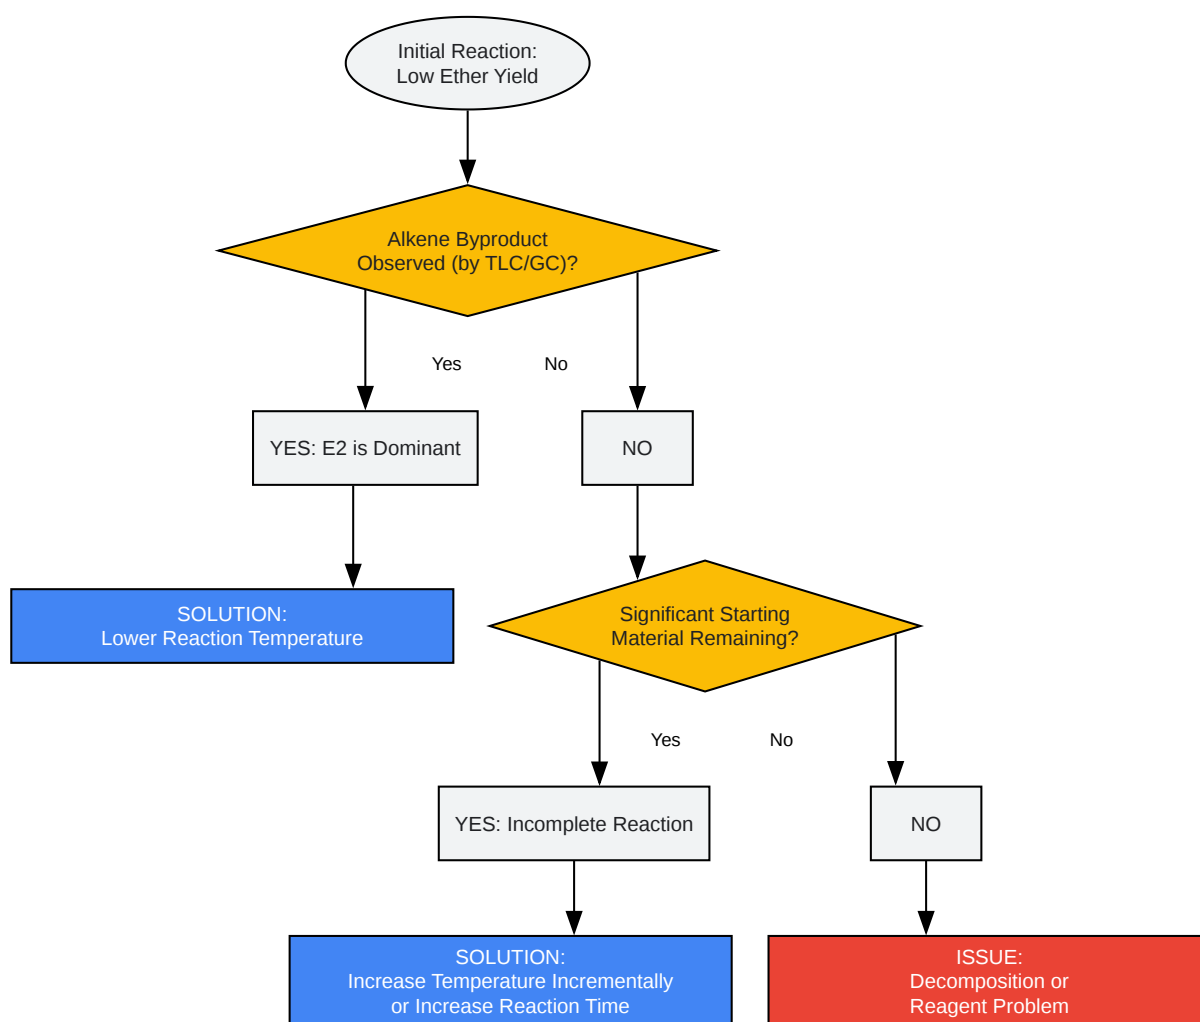 Initial Reaction:
Low Ether Yield
Alkene Byproduct
Observed (by TLC/GC)?
Yes
No
YES: E2 is Dominant
NO
SOLUTION:
Lower Reaction Temperature
Significant Starting
Material Remaining?
Yes
No
YES: Incomplete Reaction
NO
SOLUTION:
Increase Temperature Incrementally
or Increase Reaction Time
ISSUE:
Decomposition or
Reagent Problem